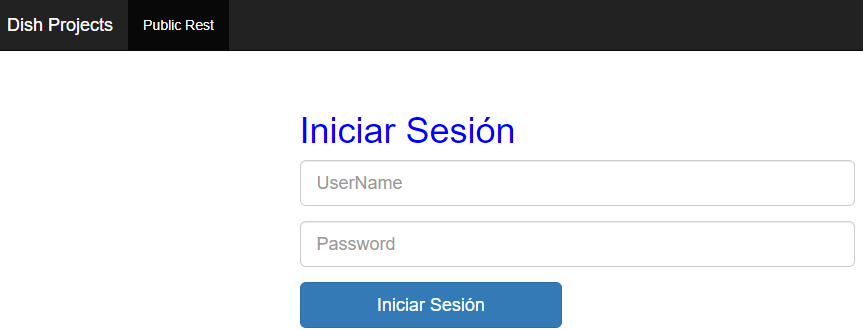 Dish Projects Public Rest
Iniciar Sesión
UserName
Password
Iniciar Sesión